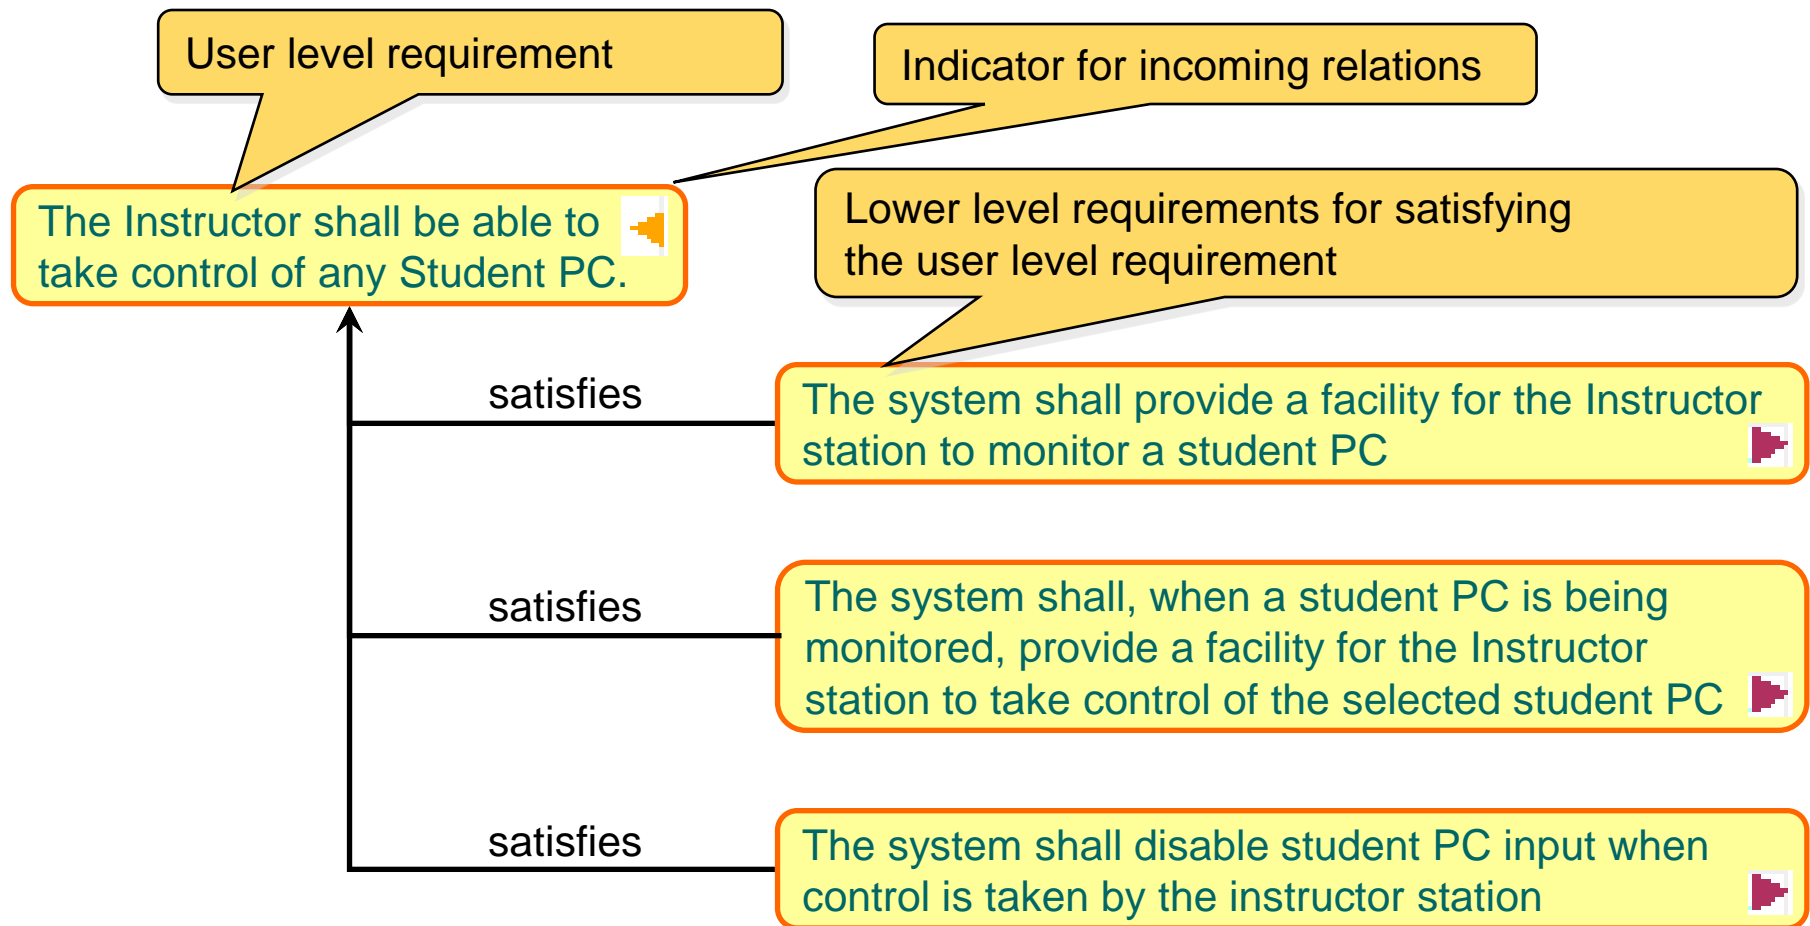 User level requirement
Indicator for incoming relations
The Instructor shall be able to
take control of any Student PC.
Lower level requirements for satisfying
the user level requirement
satisfies
The system shall provide a facility for the Instructor
station to monitor a student PC
satisfies
The system shall, when a student PC is being
monitored, provide a facility for the Instructor
station to take control of the selected student PC
satisfies
The system shall disable student PC input when
control is taken by the instructor station